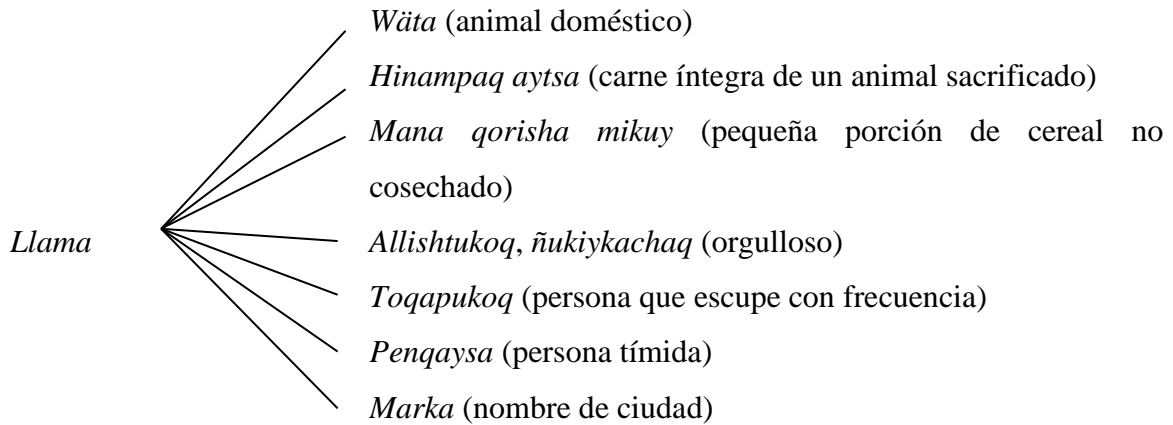 Wäta (animal doméstico)
Hinampaq aytsa (carne íntegra de un animal sacrificado)
Mana qorisha mikuy (pequeña porción de cereal no
cosechado)
Llama
Allishtukoq, ñukiykachaq (orgulloso)
Toqapukoq (persona que escupe con frecuencia)
Penqaysa (persona tímida)
Marka (nombre de ciudad)